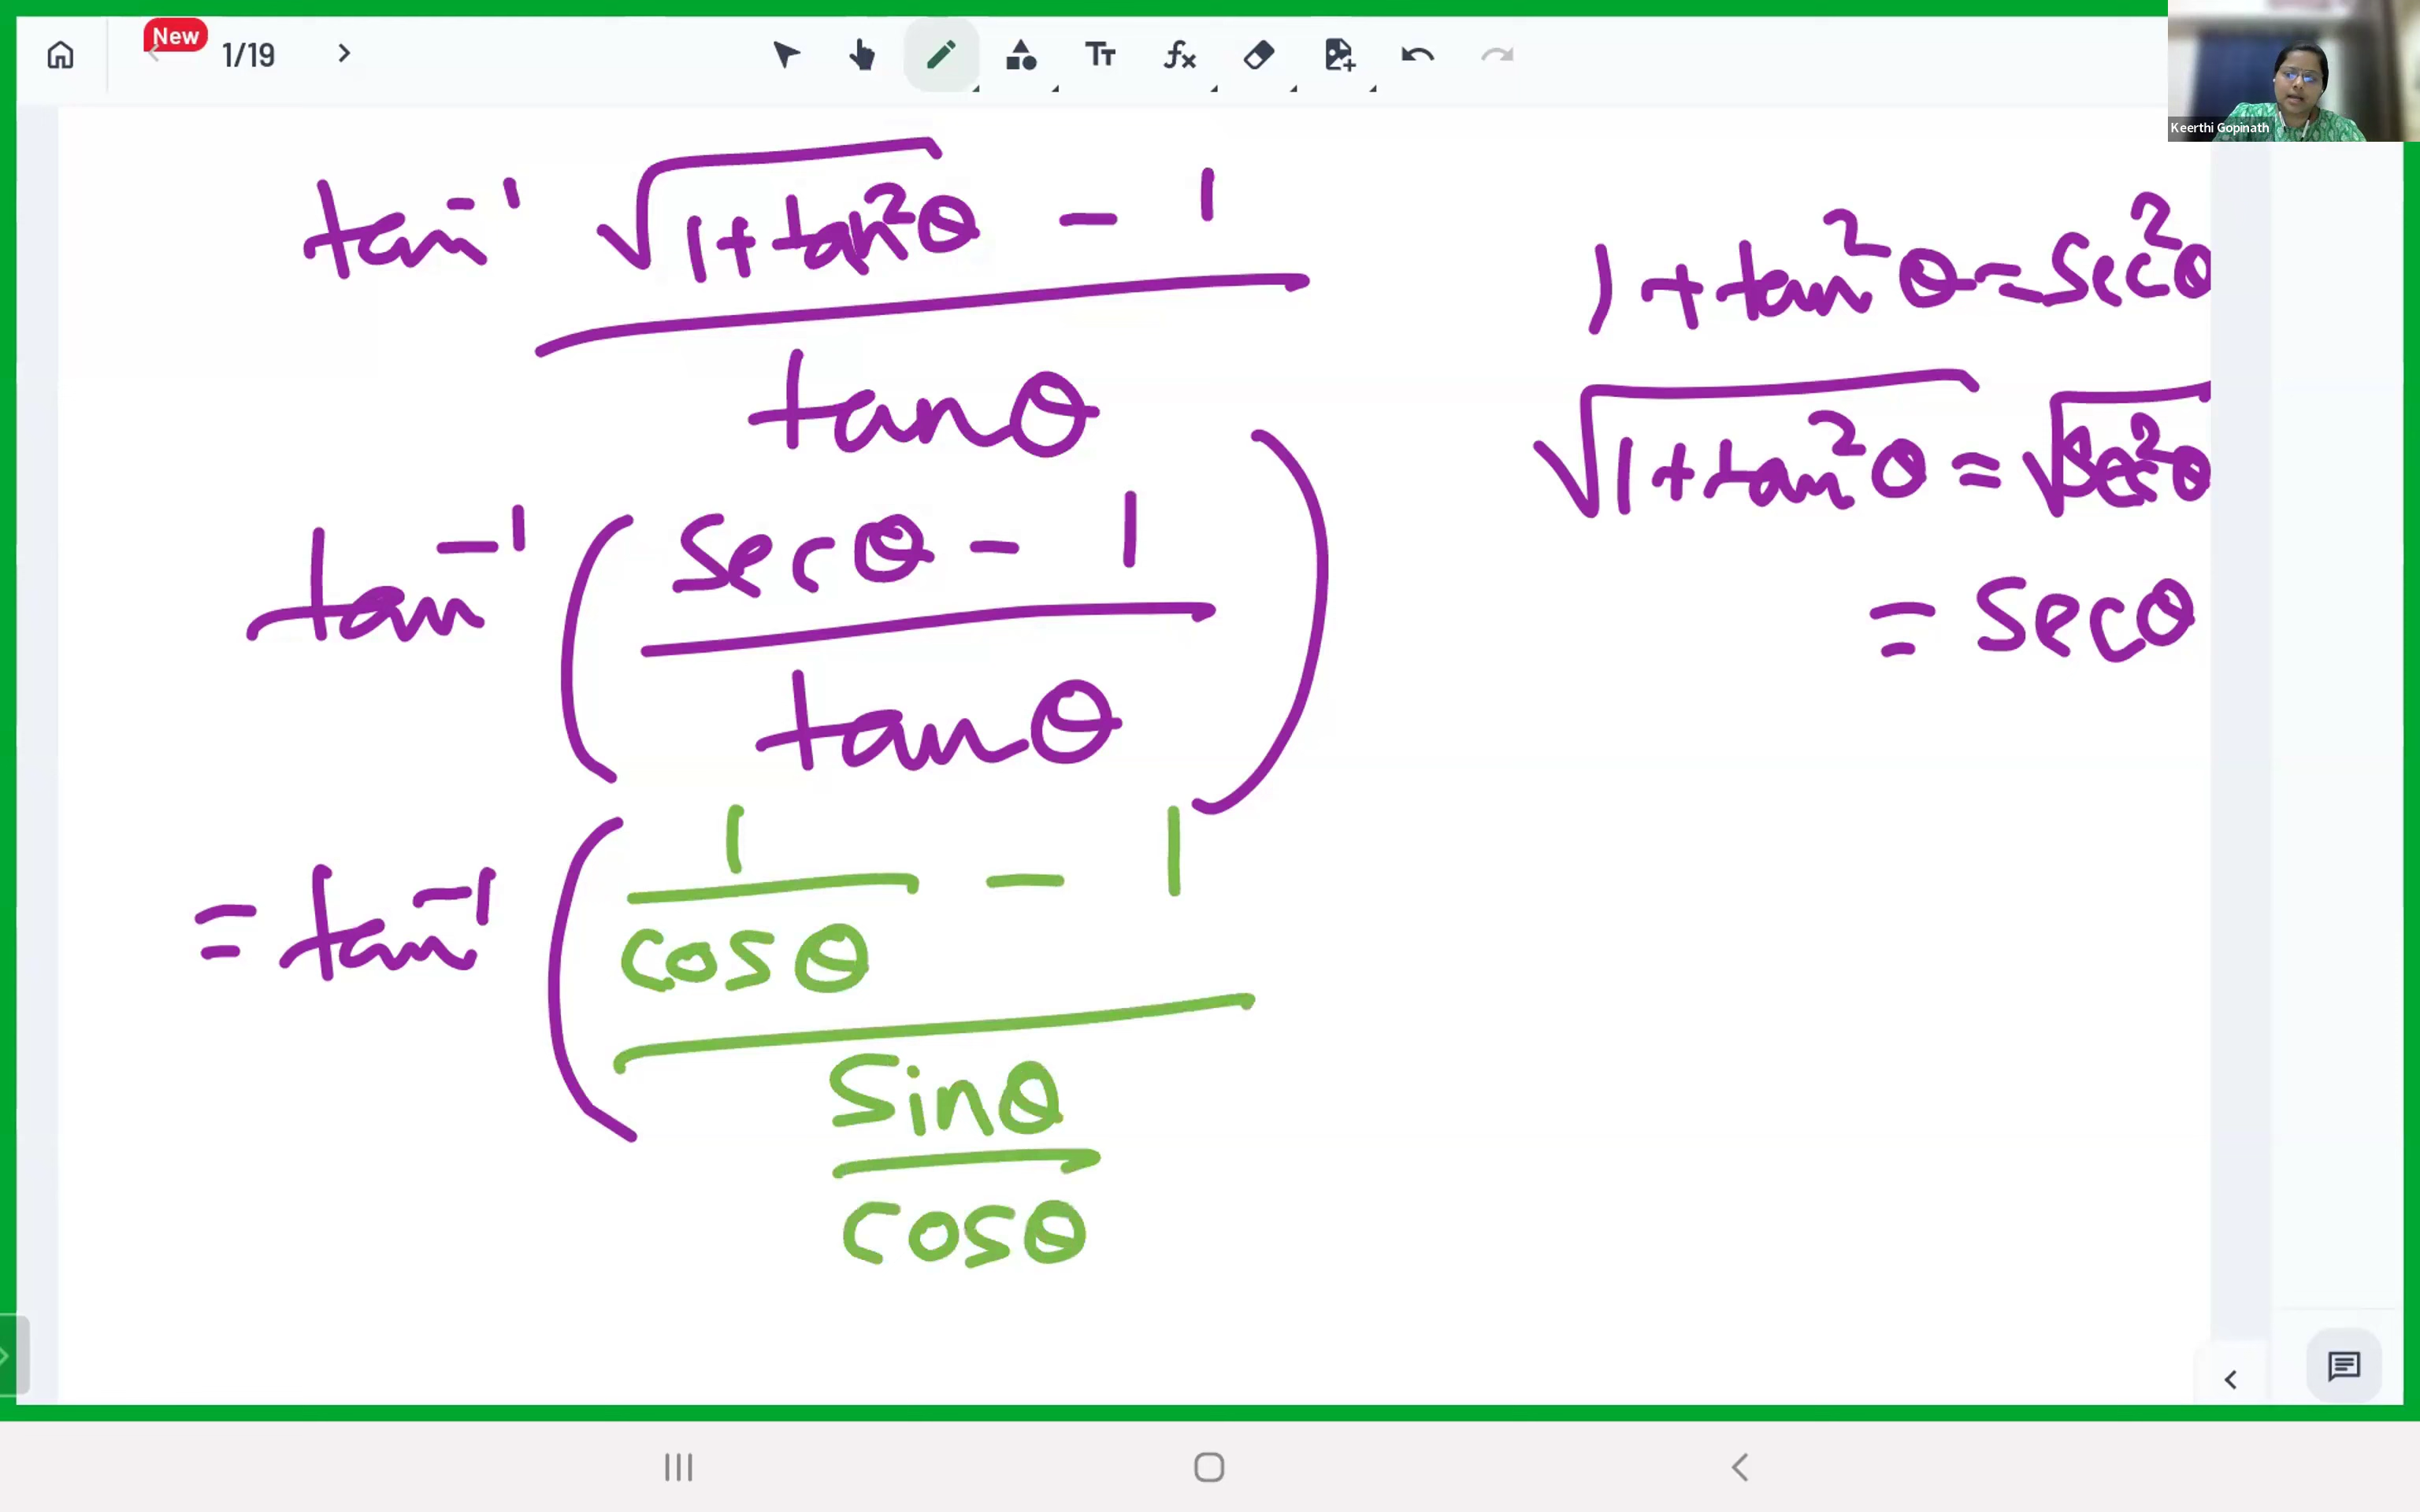 New
1/19
Tт
fx
Keerthi Gopinath
tan⁻¹ √(1+tan²θ) − 1
tanθ
tan⁻¹ ( secθ − 1 )
tanθ
= tan⁻¹ ( 1 − 1
cosθ
sinθ
cosθ
1+tan²θ = sec²θ
√(1+tan²θ) = √(sec²θ)
= secθ